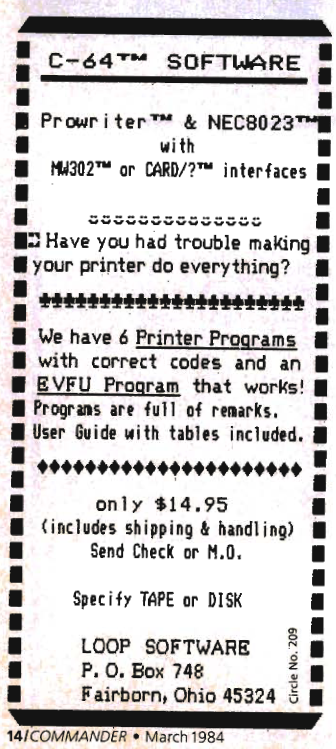 C-64™ SOFTWARE
Prowriter™ & NEC8023™
with
MW302™ or CARD/?™ interfaces
Have you had trouble making
your printer do everything?
We have 6 Printer Programs
with correct codes and an
EVFU Program that works!
Programs are full of remarks.
User Guide with tables included.
only $14.95
(includes shipping & handling)
Send Check or M.O.
Specify TAPE or DISK
LOOP SOFTWARE
P. O. Box 748
Fairborn, Ohio 45324
Circle No. 209
14/COMMANDER • March 1984